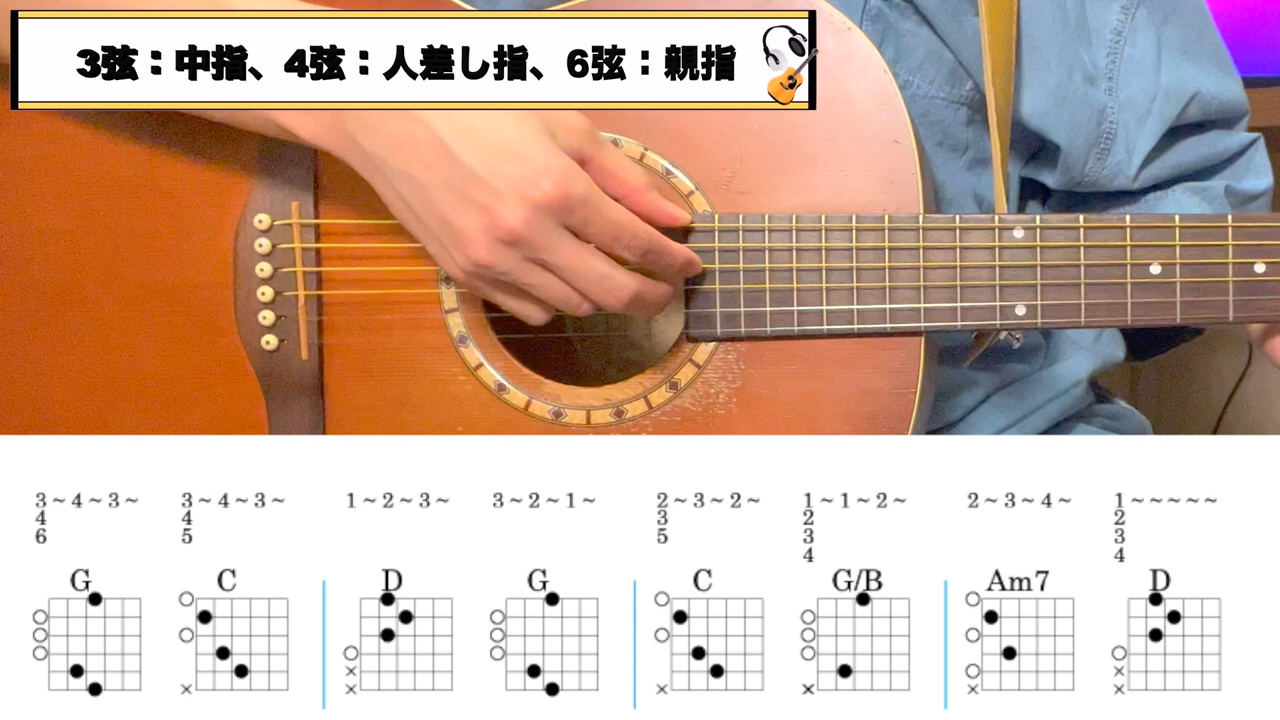 3弦：中指、4弦：人差し指、6弦：親指
3～4～3～ 3～4～3～ 1～2～3～ 3～2～1～ 2～3～2～ 1～1～2～ 2～3～4～ 1～～～～～
4 4 3 2 2
6 5 5 3 3
4 4
G C D G C G/B Am7 D